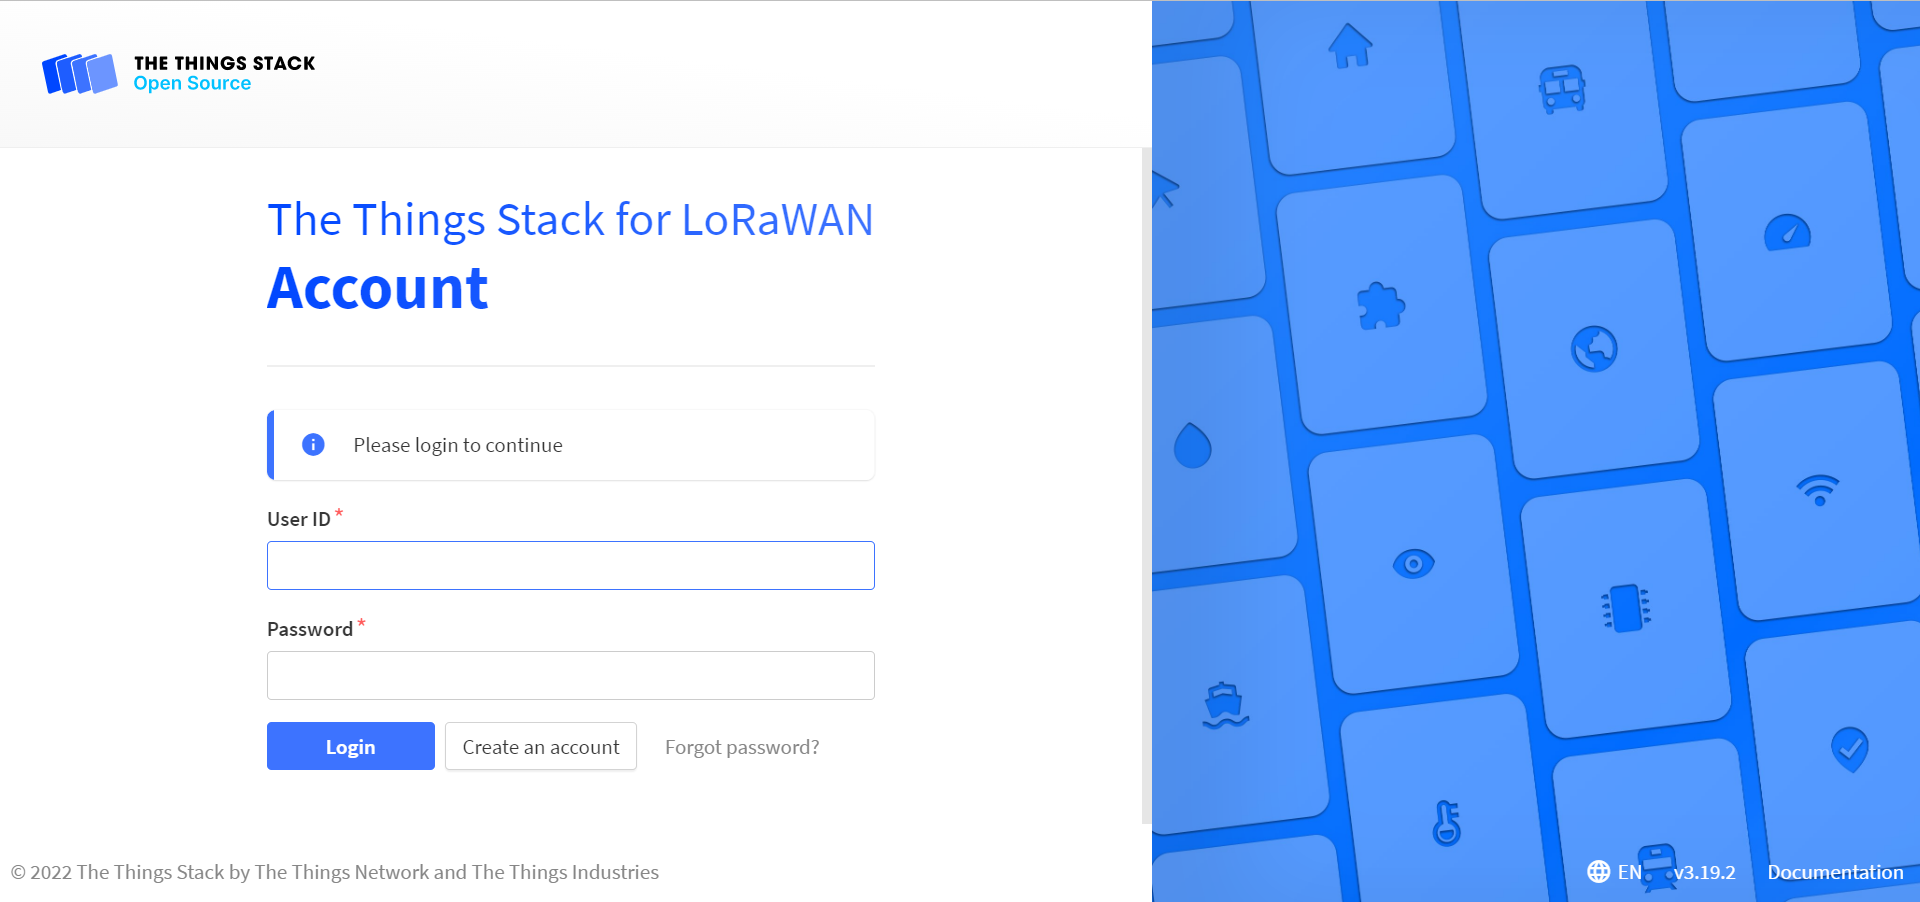 THE THINGS STACK
Open Source
The Things Stack for LoRaWAN
Account
Please login to continue
User ID *
Password *
Login
Create an account
Forgot password?
© 2022 The Things Stack by The Things Network and The Things Industries
EN
v3.19.2
Documentation